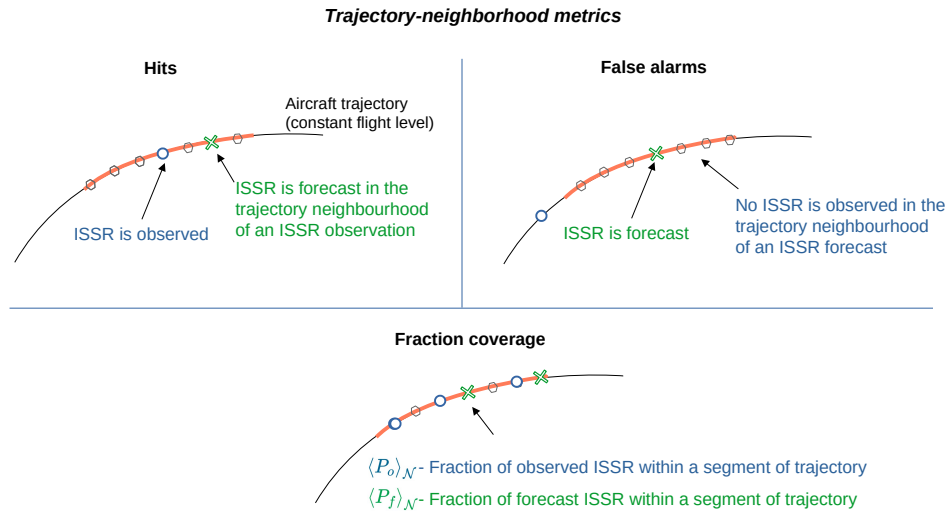 Trajectory-neighborhood metrics
Hits
Aircraft trajectory
(constant flight level)
ISSR is observed
ISSR is forecast in the
trajectory neighbourhood
of an ISSR observation
False alarms
ISSR is forecast
No ISSR is observed in the
trajectory neighbourhood
of an ISSR forecast
Fraction coverage
⟨P_o⟩_𝒩 - Fraction of observed ISSR within a segment of trajectory
⟨P_f⟩_𝒩 - Fraction of forecast ISSR within a segment of trajectory